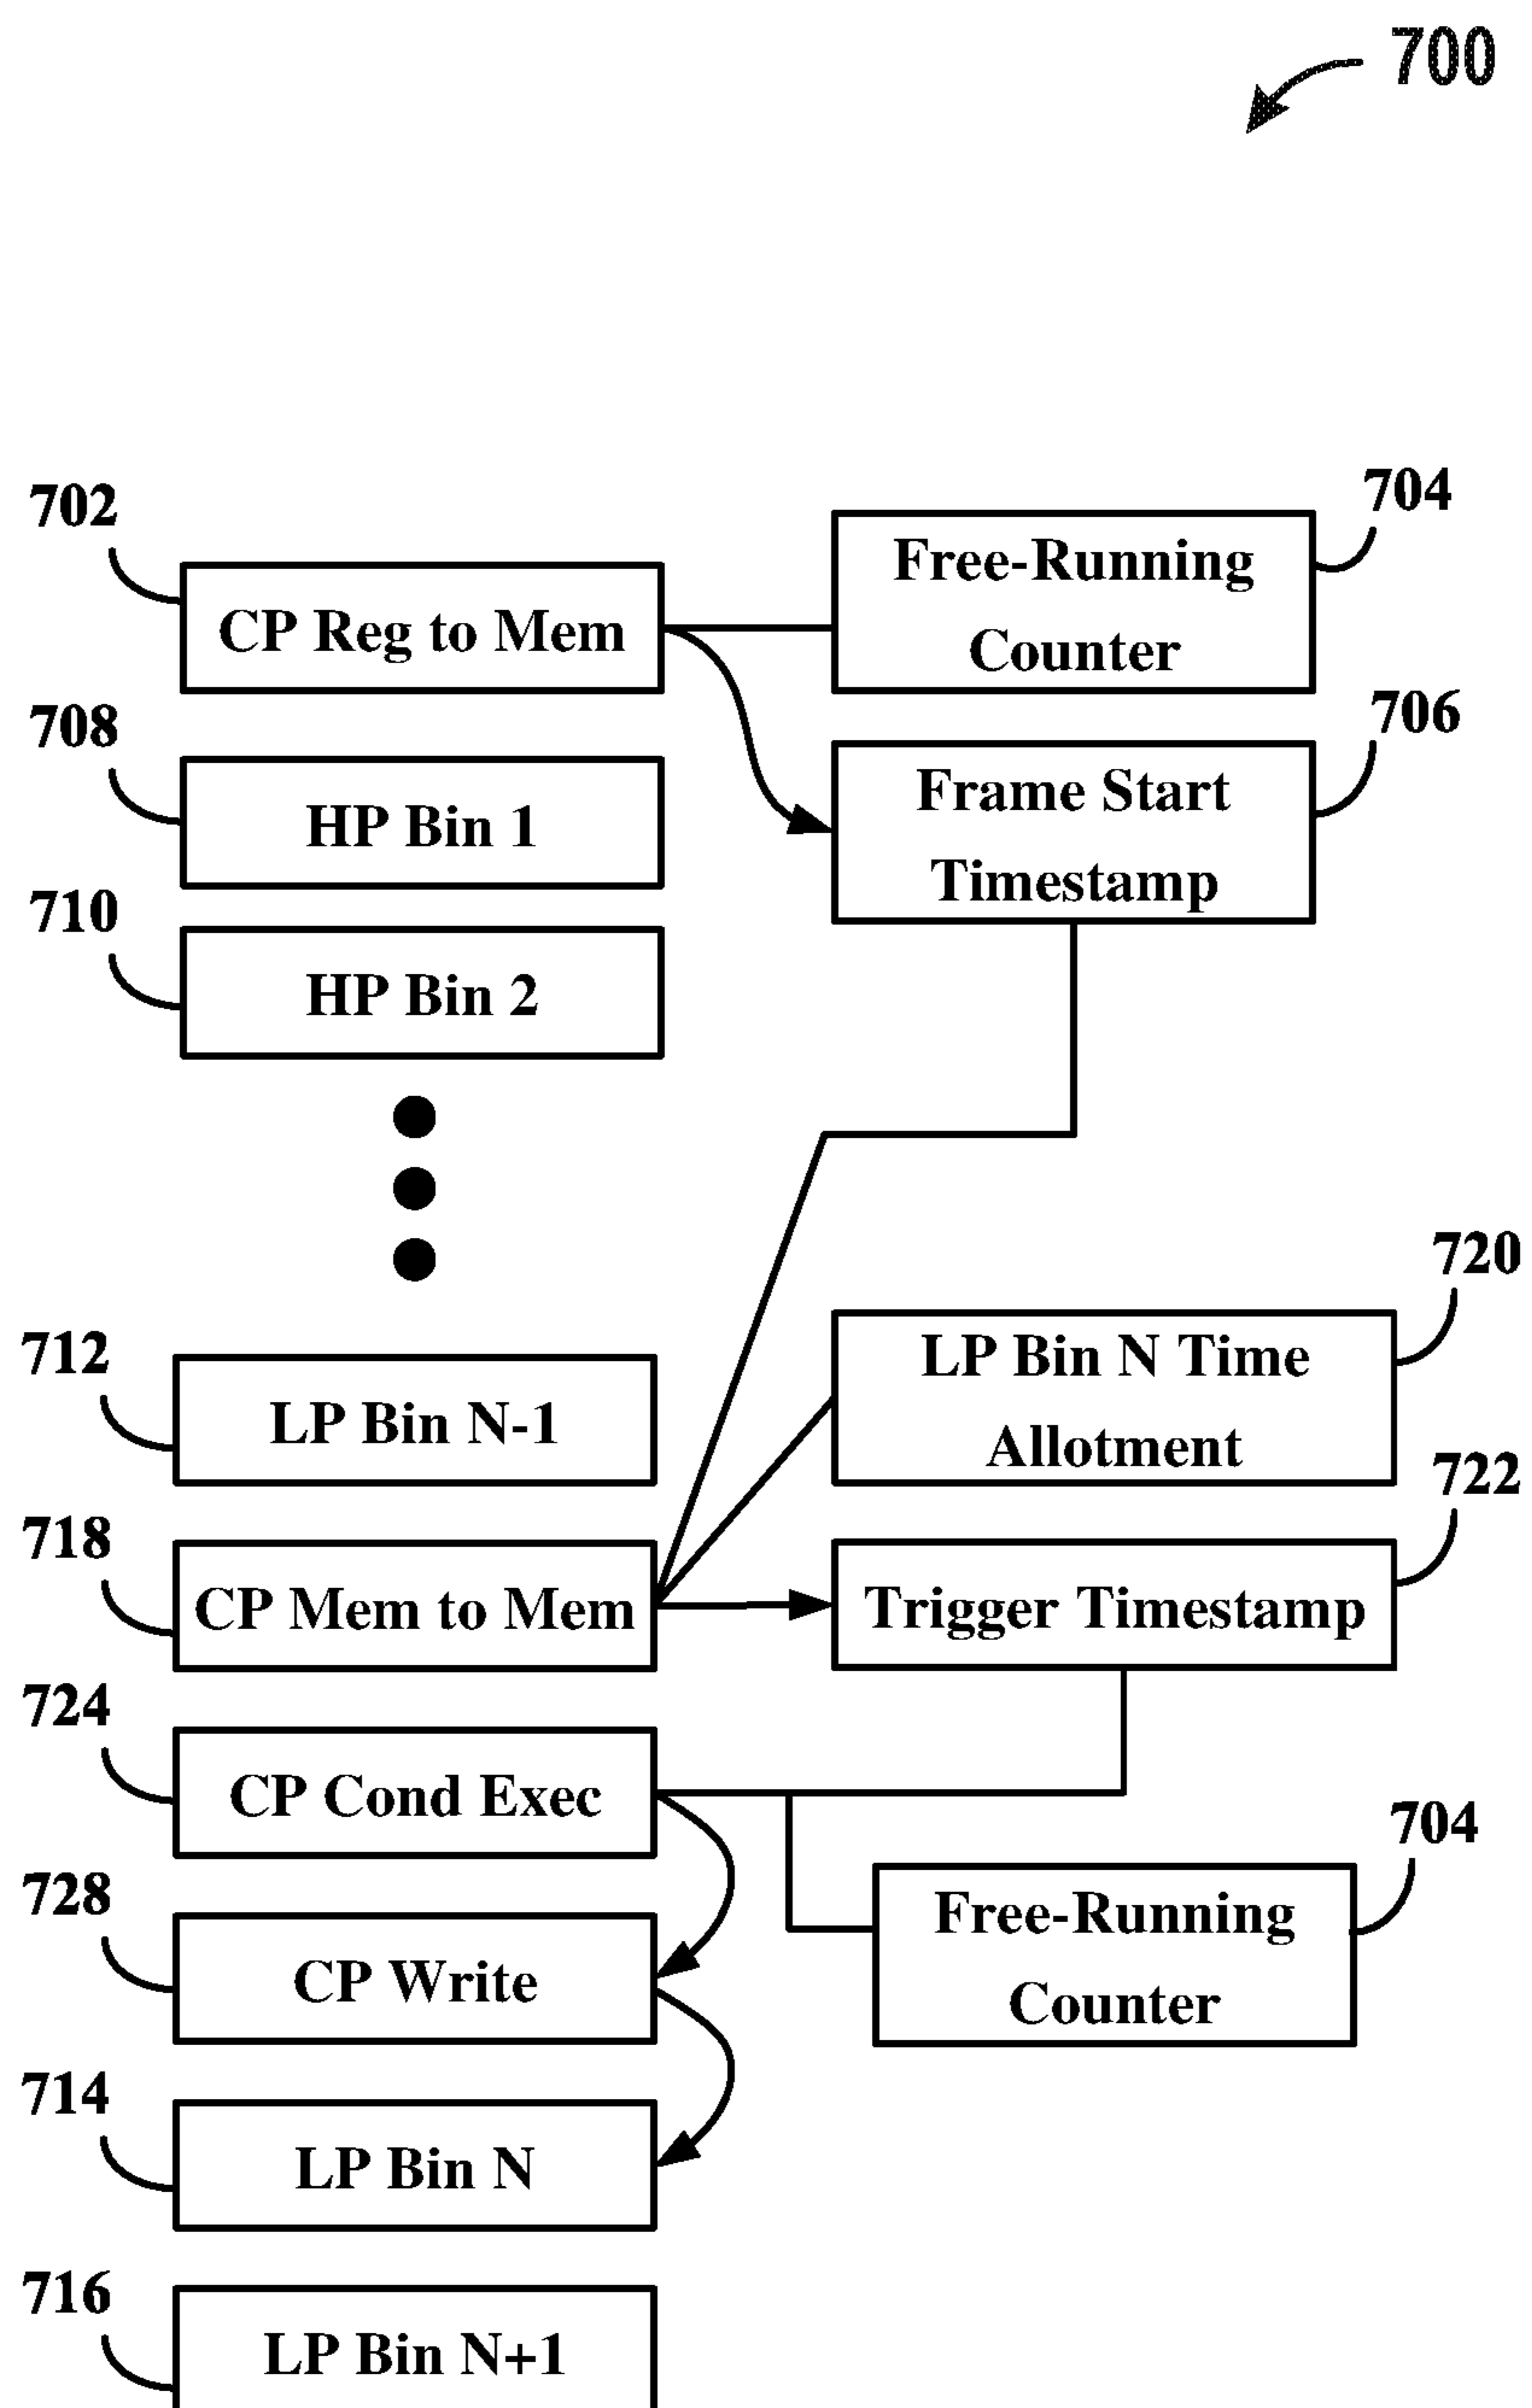 700
702
CP Reg to Mem
Free-Running
Counter
704
706
Frame Start
Timestamp
708
HP Bin 1
710
HP Bin 2
712
LP Bin N-1
720
LP Bin N Time
Allotment
718
CP Mem to Mem
722
Trigger Timestamp
724
CP Cond Exec
704
Free-Running
Counter
728
CP Write
714
LP Bin N
716
LP Bin N+1